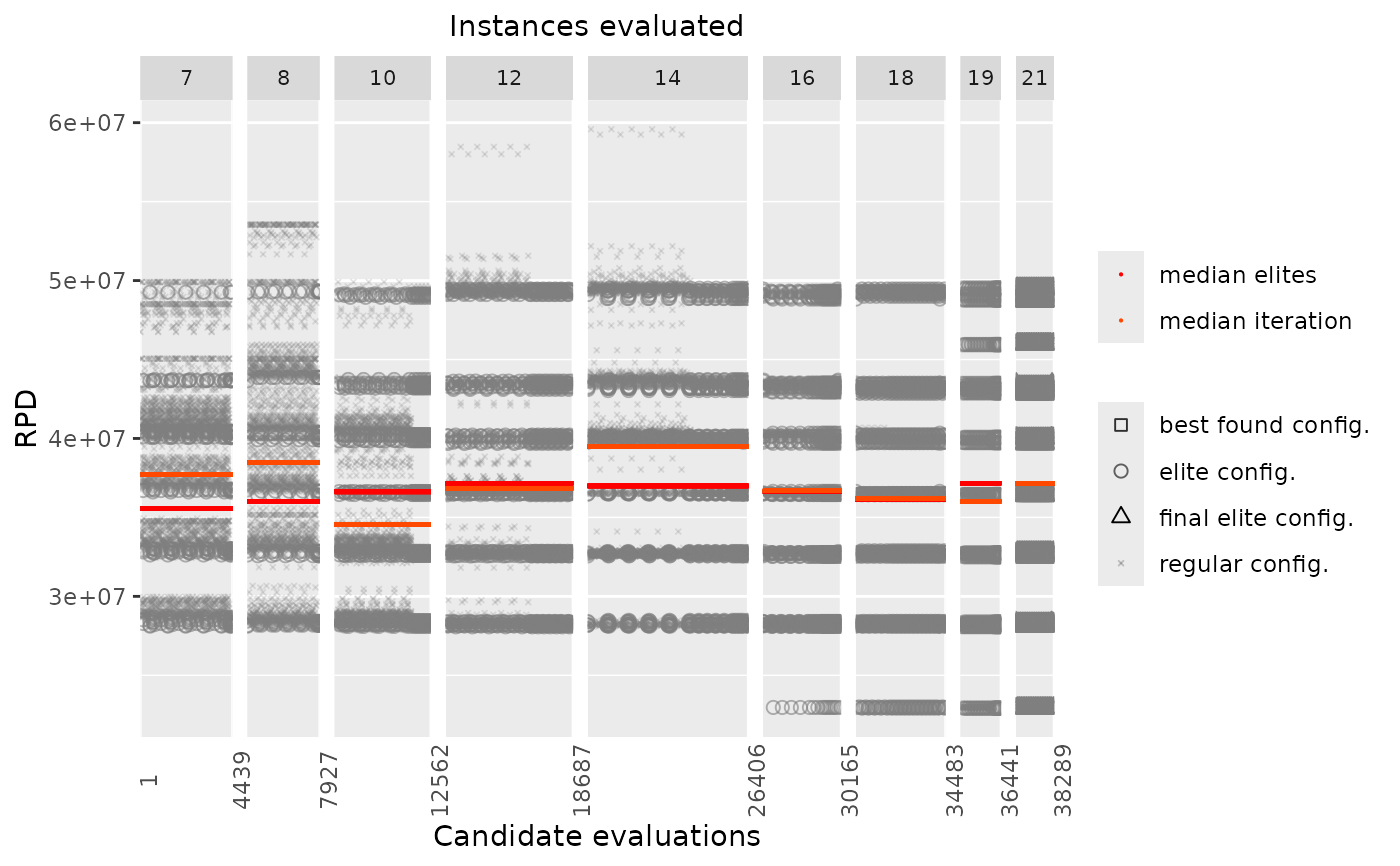 Instances evaluated
7 8 10 12 14 16 18 19 21
6e+07
5e+07
4e+07
3e+07
RPD
1 4439 7927 12562 18687 26406 30165 34483 36441 38289
Candidate evaluations
median elites
median iteration
best found config.
elite config.
final elite config.
regular config.